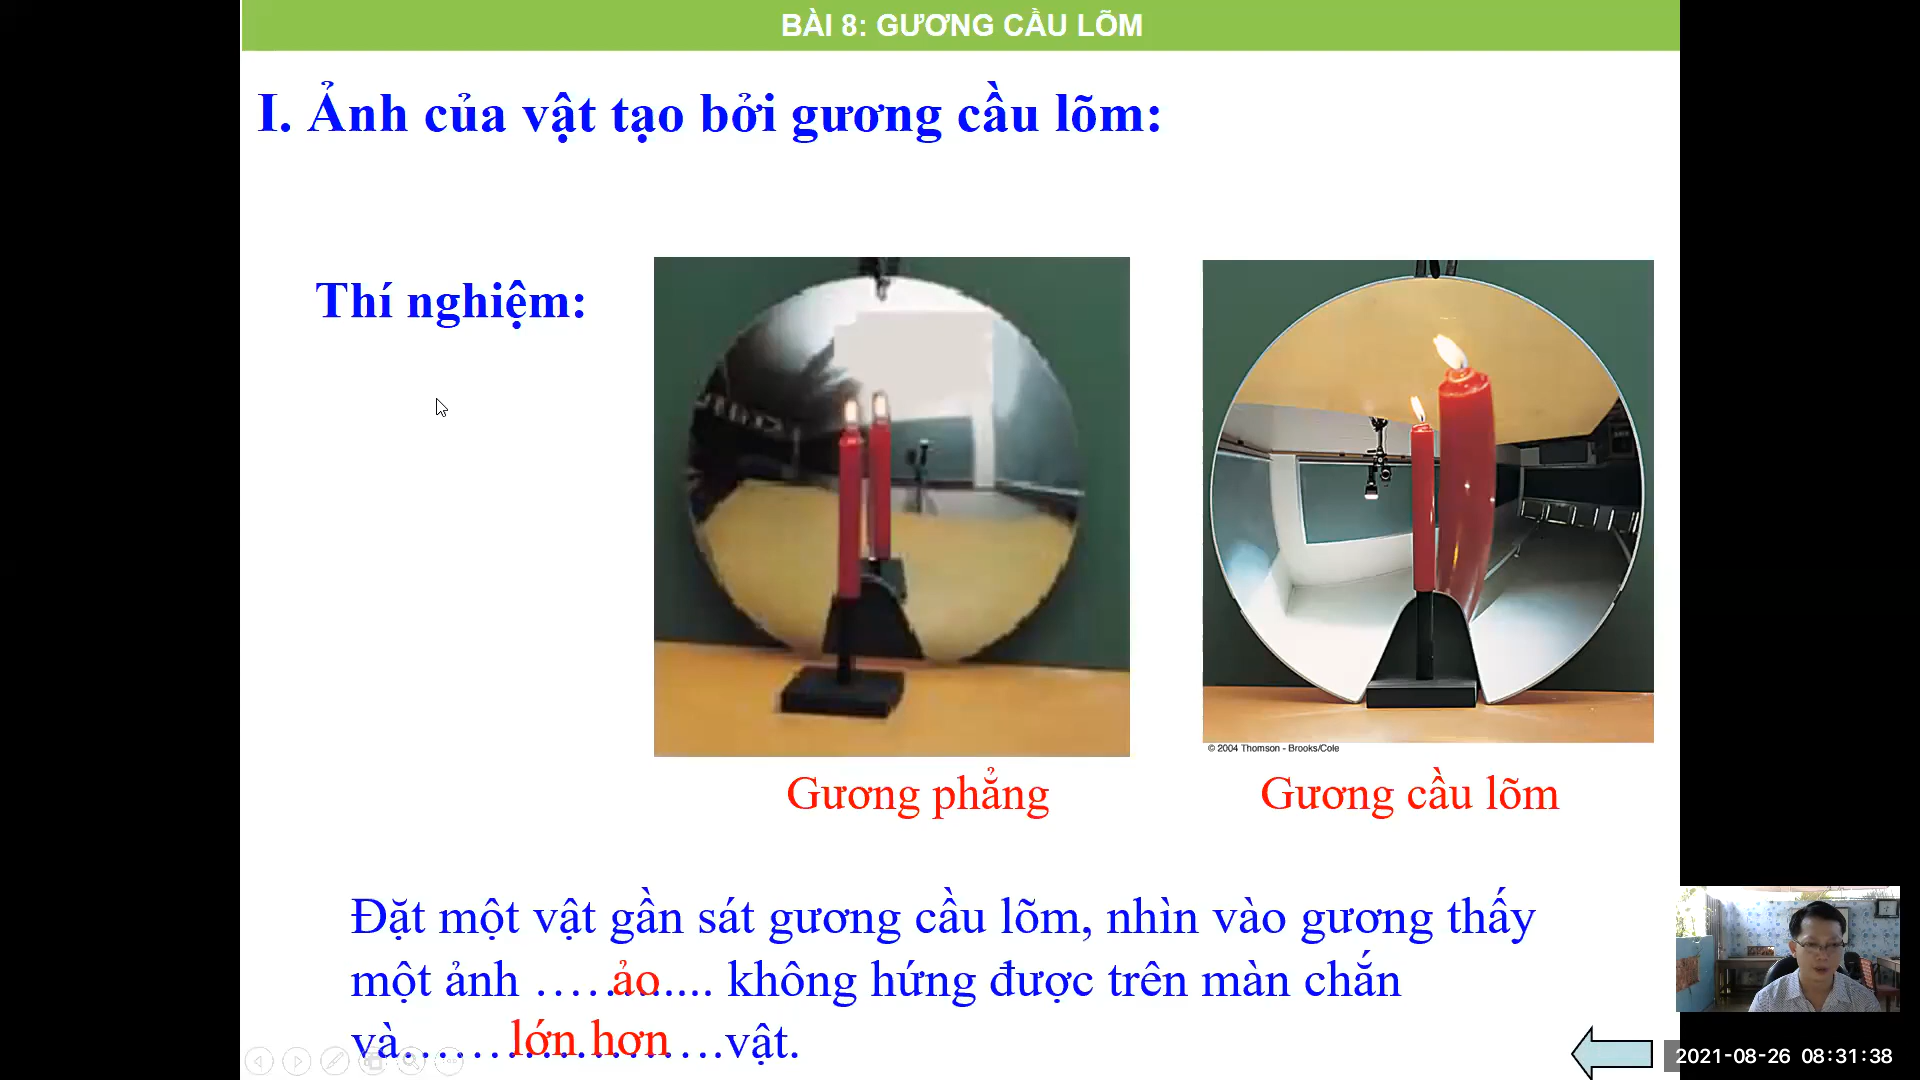 BÀI 8: GƯƠNG CẦU LÕM
I. Ảnh của vật tạo bởi gương cầu lõm:
Thí nghiệm:
© 2004 Thomson - Brooks/Cole
Gương phẳng
Gương cầu lõm
Đặt một vật gần sát gương cầu lõm, nhìn vào gương thấy
một ảnh ……ảo.... không hứng được trên màn chắn
và……lớn hơn…….vật.
2021-08-26 08:31:38